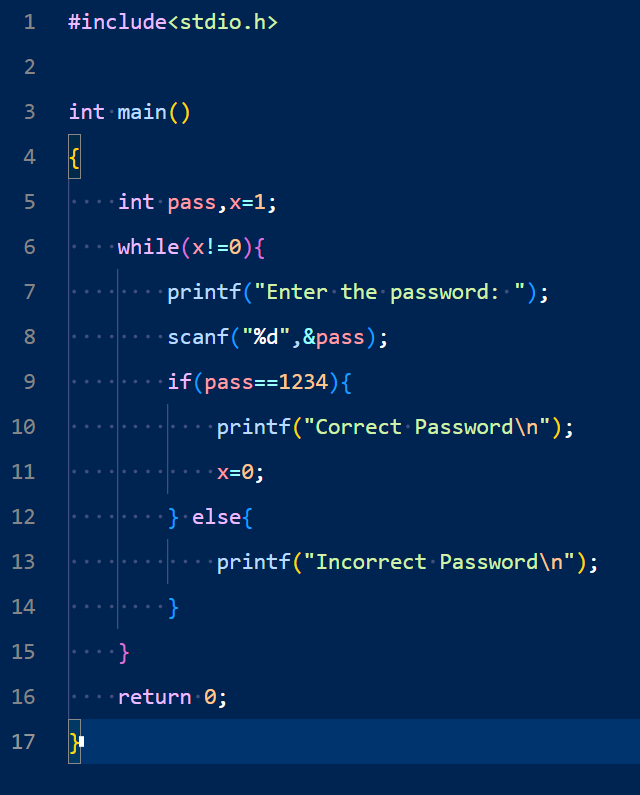 1 #include<stdio.h>
2
3 int main()
4 {
5     int pass,x=1;
6     while(x!=0){
7         printf("Enter the password: ");
8         scanf("%d",&pass);
9         if(pass==1234){
10             printf("Correct Password\n");
11             x=0;
12         } else{
13             printf("Incorrect Password\n");
14         }
15     }
16     return 0;
17 }